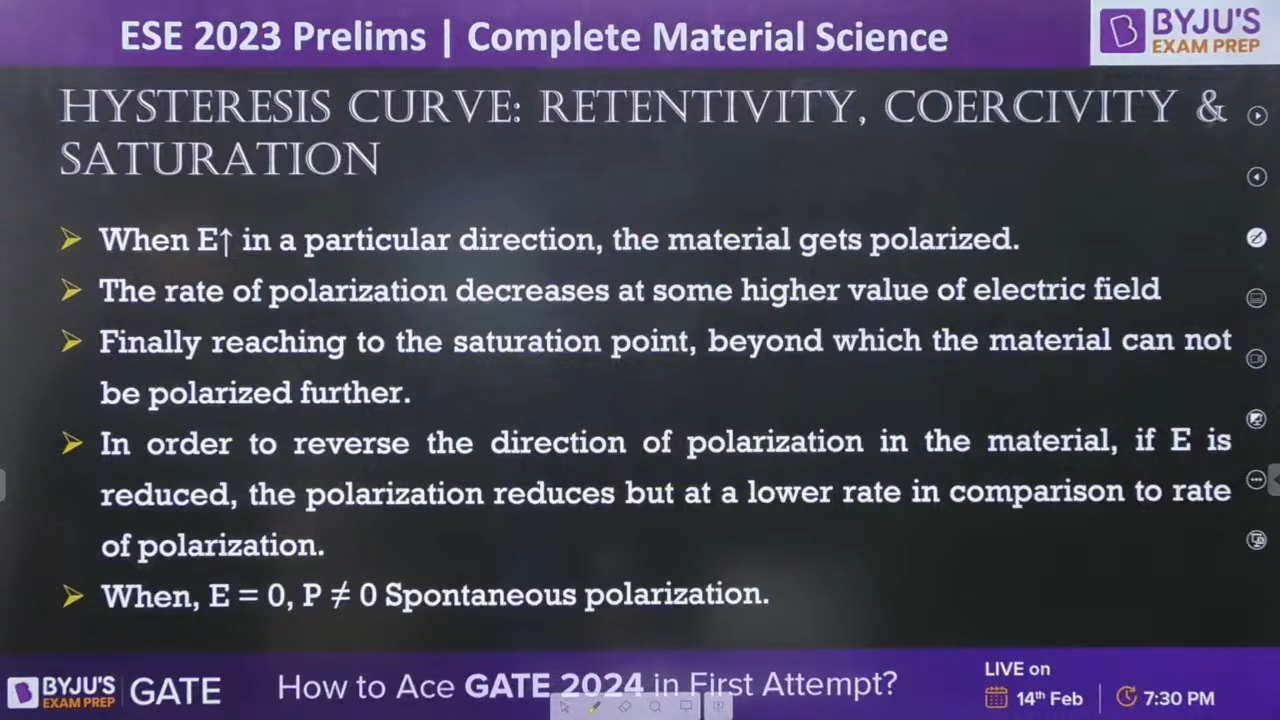 ESE 2023 Prelims | Complete Material Science
BYJU'S
EXAM PREP
HYSTERESIS CURVE: RETENTIVITY, COERCIVITY &
SATURATION
When E↑ in a particular direction, the material gets polarized.
The rate of polarization decreases at some higher value of electric field
Finally reaching to the saturation point, beyond which the material can not
be polarized further.
In order to reverse the direction of polarization in the material, if E is
reduced, the polarization reduces but at a lower rate in comparison to rate
of polarization.
When, E = 0, P ≠ 0 Spontaneous polarization.
BYJU'S
EXAM PREP
GATE
How to Ace GATE 2024 in First Attempt?
LIVE on
14th Feb
7:30 PM